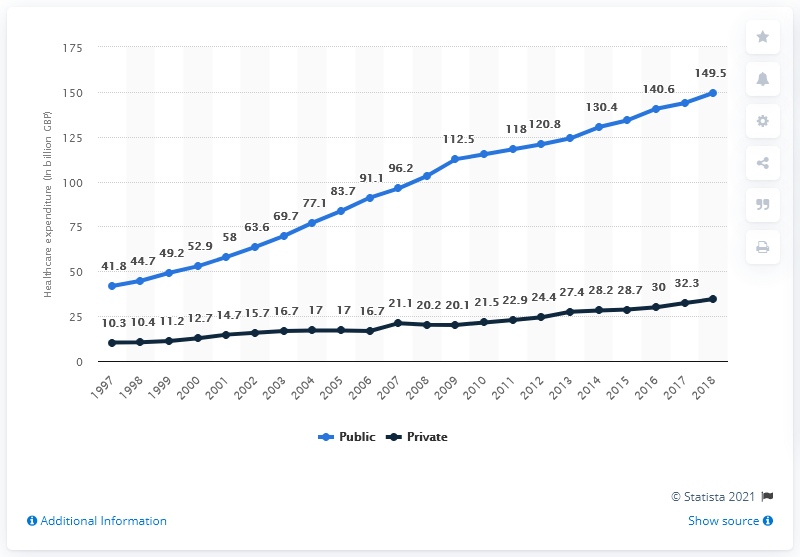 175
150
125
100
75
50
25
0
Healthcare expenditure (In billion GBP)
41.8 44.7 49.2 52.9 58 63.6 69.7 77.1 83.7 91.1 96.2 112.5 118 120.8 130.4 140.6 149.5
10.3 10.4 11.2 12.7 14.7 15.7 16.7 17 17 16.7 21.1 20.2 20.1 21.5 22.9 24.4 27.4 28.2 28.7 30 32.3
1997 1998 1999 2000 2001 2002 2003 2004 2005 2006 2007 2008 2009 2010 2011 2012 2013 2014 2015 2016 2017 2018
Public Private
© Statista 2021
Additional Information Show source